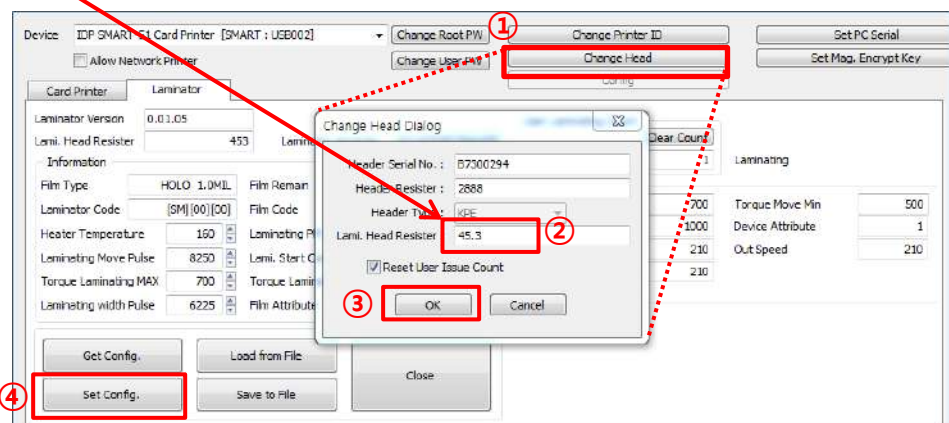 Device IDP SMART-51 Card Printer [SMART : USB002] Change Root PW ① Change Printer ID Set PC Serial
Allow Network Printer Change User PW Change Head Set Mag. Encrypt Key
Config
Card Printer Laminator
Laminator Version 0.01.05
Change Head Dialog
Clear Count
Lami. Head Resister 453
1 Laminating
Header Serial No. : B7300294
Information
Film Type HOLO 1.0MIL Film Remain
Header Resister : 2888
700 Torque Move Min 500
Laminator Code [SM][00][00] Film Code
Header Type : KPE
1000 Device Attribute 1
Heater Temperature 160
Lami. Head Resister 45.3 ②
210 Out Speed 210
Laminating Move Pulse 8250
Reset User Issue Count
210
Torque Laminating MAX 700
③ OK Cancel
Laminating width Pulse 6225 Film Attribute
Get Config. Load from File
Close
④ Set Config. Save to File